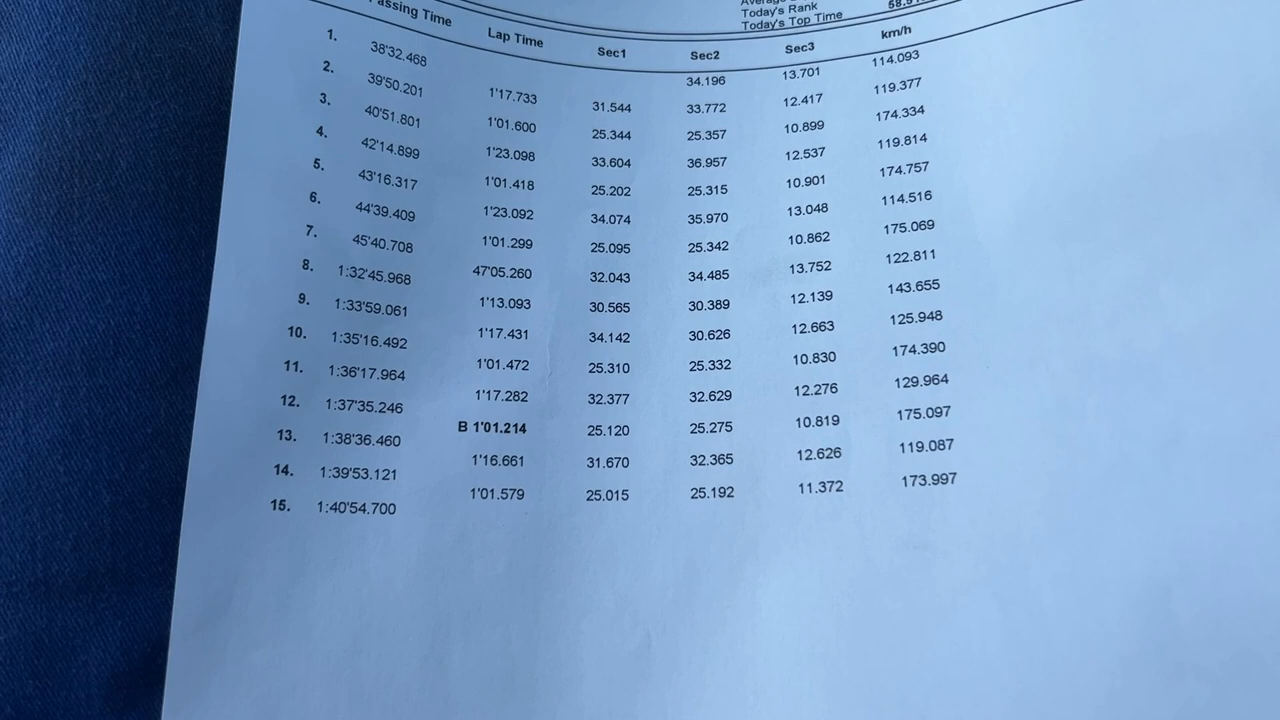 Today's Rank
Today's Top Time
Passing Time Lap Time Sec1 Sec2 Sec3 km/h
1. 38'32.468 34.196 13.701 114.093
2. 39'50.201 1'17.733 31.544 33.772 12.417 119.377
3. 40'51.801 1'01.600 25.344 25.357 10.899 174.334
4. 42'14.899 1'23.098 33.604 36.957 12.537 119.814
5. 43'16.317 1'01.418 25.202 25.315 10.901 174.757
6. 44'39.409 1'23.092 34.074 35.970 13.048 114.516
7. 45'40.708 1'01.299 25.095 25.342 10.862 175.069
8. 1:32'45.968 47'05.260 32.043 34.485 13.752 122.811
9. 1:33'59.061 1'13.093 30.565 30.389 12.139 143.655
10. 1:35'16.492 1'17.431 34.142 30.626 12.663 125.948
11. 1:36'17.964 1'01.472 25.310 25.332 10.830 174.390
12. 1:37'35.246 1'17.282 32.377 32.629 12.276 129.964
13. 1:38'36.460 B 1'01.214 25.120 25.275 10.819 175.097
14. 1:39'53.121 1'16.661 31.670 32.365 12.626 119.087
15. 1:40'54.700 1'01.579 25.015 25.192 11.372 173.997